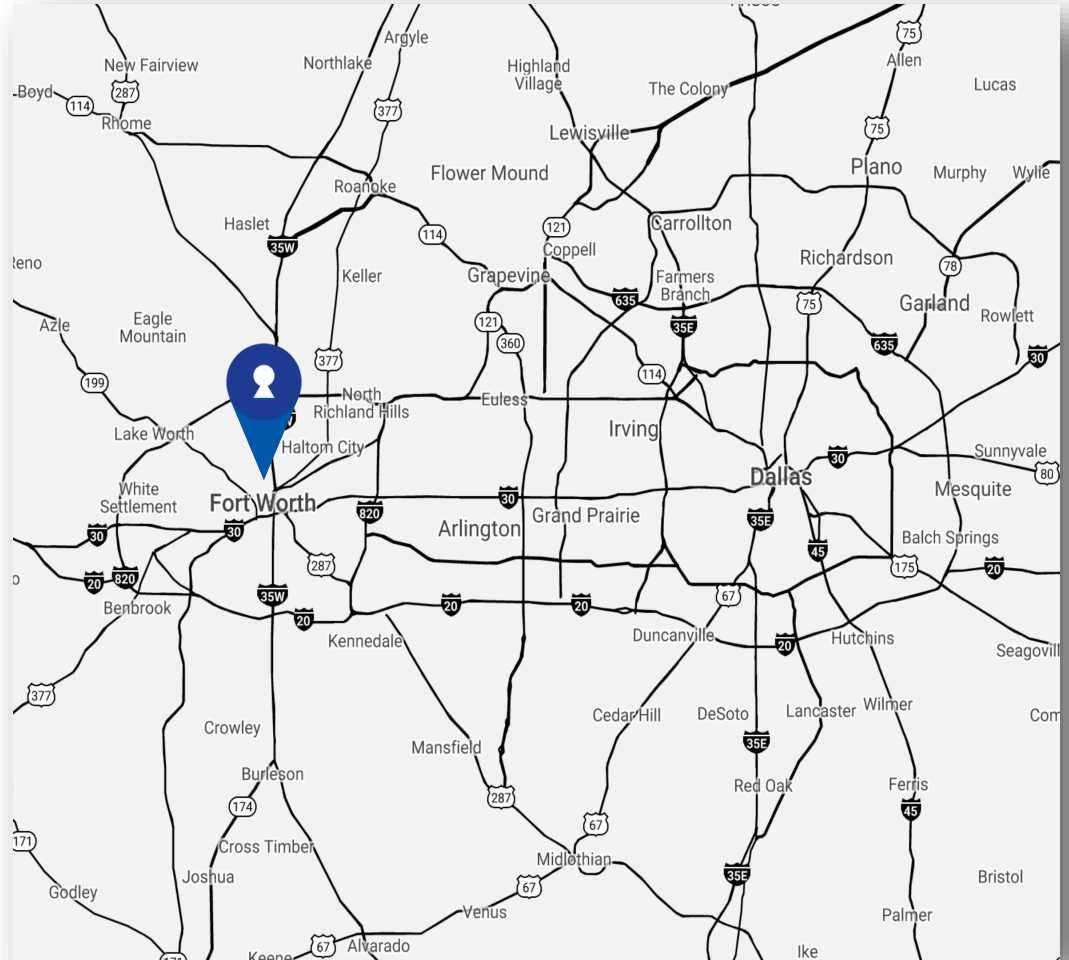 Argyle
75
New Fairview
Northlake
Highland
Village
Allen
287
Boyd
114
377
The Colony
Lucas
Rhome
Lewisville
75
Flower Mound
Plano
Murphy
Wylie
Roanoke
Haslet
35W
114
121
Carrollton
Coppell
Richardson
Keller
Grapevine
Farmers
Branch
78
635
75
Garland
Rowlett
Azle
Eagle
Mountain
121
360
35E
635
30
377
114
199
North
Richland Hills
Euless
Lake Worth
Haltom City
Irving
Sunnyvale
30
80
Dallas
White
Settlement
Fort Worth
30
Mesquite
820
Arlington
Grand Prairie
35E
30
30
Balch Springs
45
287
175
20
820
20
Benbrook
35W
20
20
20
67
Kennedale
Duncanville
20
Hutchins
377
Crowley
Cedar Hill
DeSoto
Lancaster
Wilmer
Mansfield
35E
Burleson
287
Red Oak
Ferris
174
45
67
171
Cross Timber
Midlothian
Joshua
35E
Godley
67
Bristol
Venus
Palmer
67
Alvarado
Ike